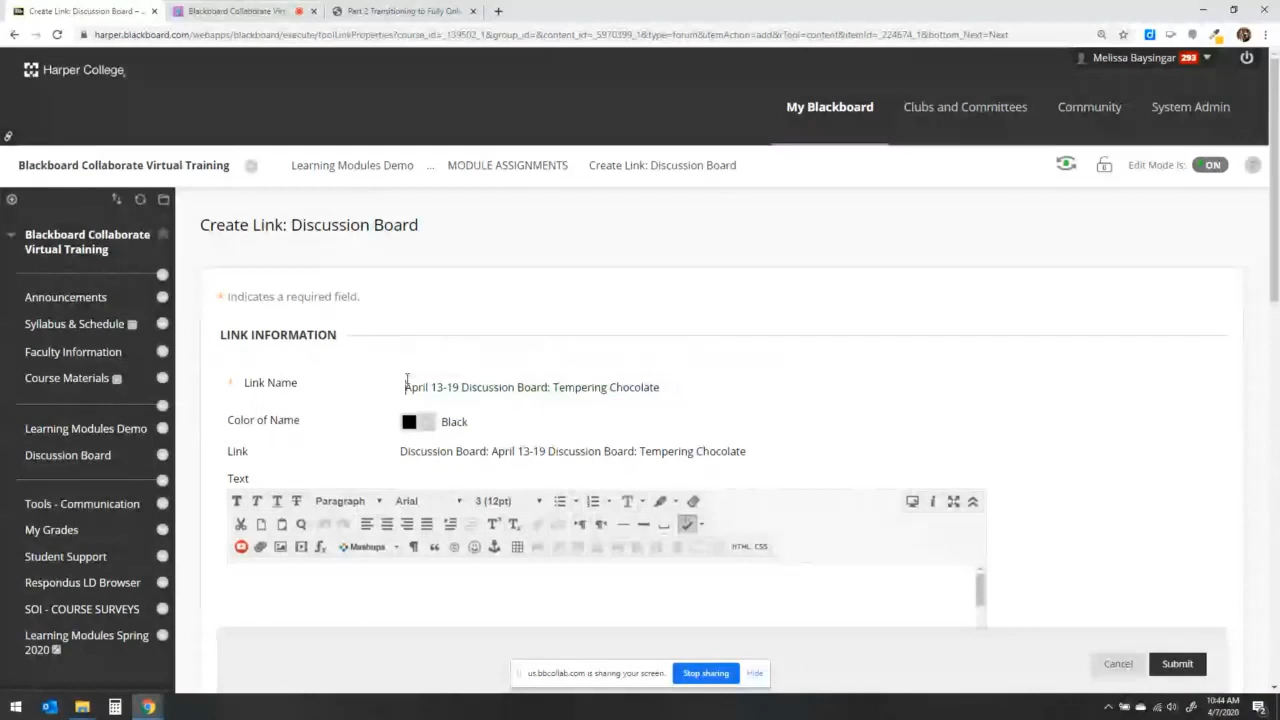 Create Link: Discussion Board – ...
Blackboard Collaborate Virt
Part 2 Transitioning to Fully Onl
harper.blackboard.com/webapps/blackboard/execute/toolLinkProperties?course_id=_139502_1&group_id=&content_id=_5970399_1&type=forum&itemAction=add&rTool=content&itemId=_224674_1&bottom_Next=Next
Harper College
Melissa Baysingar 293
My Blackboard
Clubs and Committees
Community
System Admin
Blackboard Collaborate Virtual Training
Learning Modules Demo
...
MODULE ASSIGNMENTS
Create Link: Discussion Board
Edit Mode is:
ON
Blackboard Collaborate
Virtual Training
Announcements
Syllabus & Schedule
Faculty Information
Course Materials
Learning Modules Demo
Discussion Board
Tools - Communication
My Grades
Student Support
Respondus LD Browser
SOI - COURSE SURVEYS
Learning Modules Spring
2020
Create Link: Discussion Board
* Indicates a required field.
LINK INFORMATION
* Link Name
April 13-19 Discussion Board: Tempering Chocolate
Color of Name
Black
Link
Discussion Board: April 13-19 Discussion Board: Tempering Chocolate
Text
T T T T Paragraph Arial 3 (12pt)
Mashups
HTML CSS
us.bbcollab.com is sharing your screen.
Stop sharing
Hide
Cancel
Submit
10:44 AM
4/7/2020